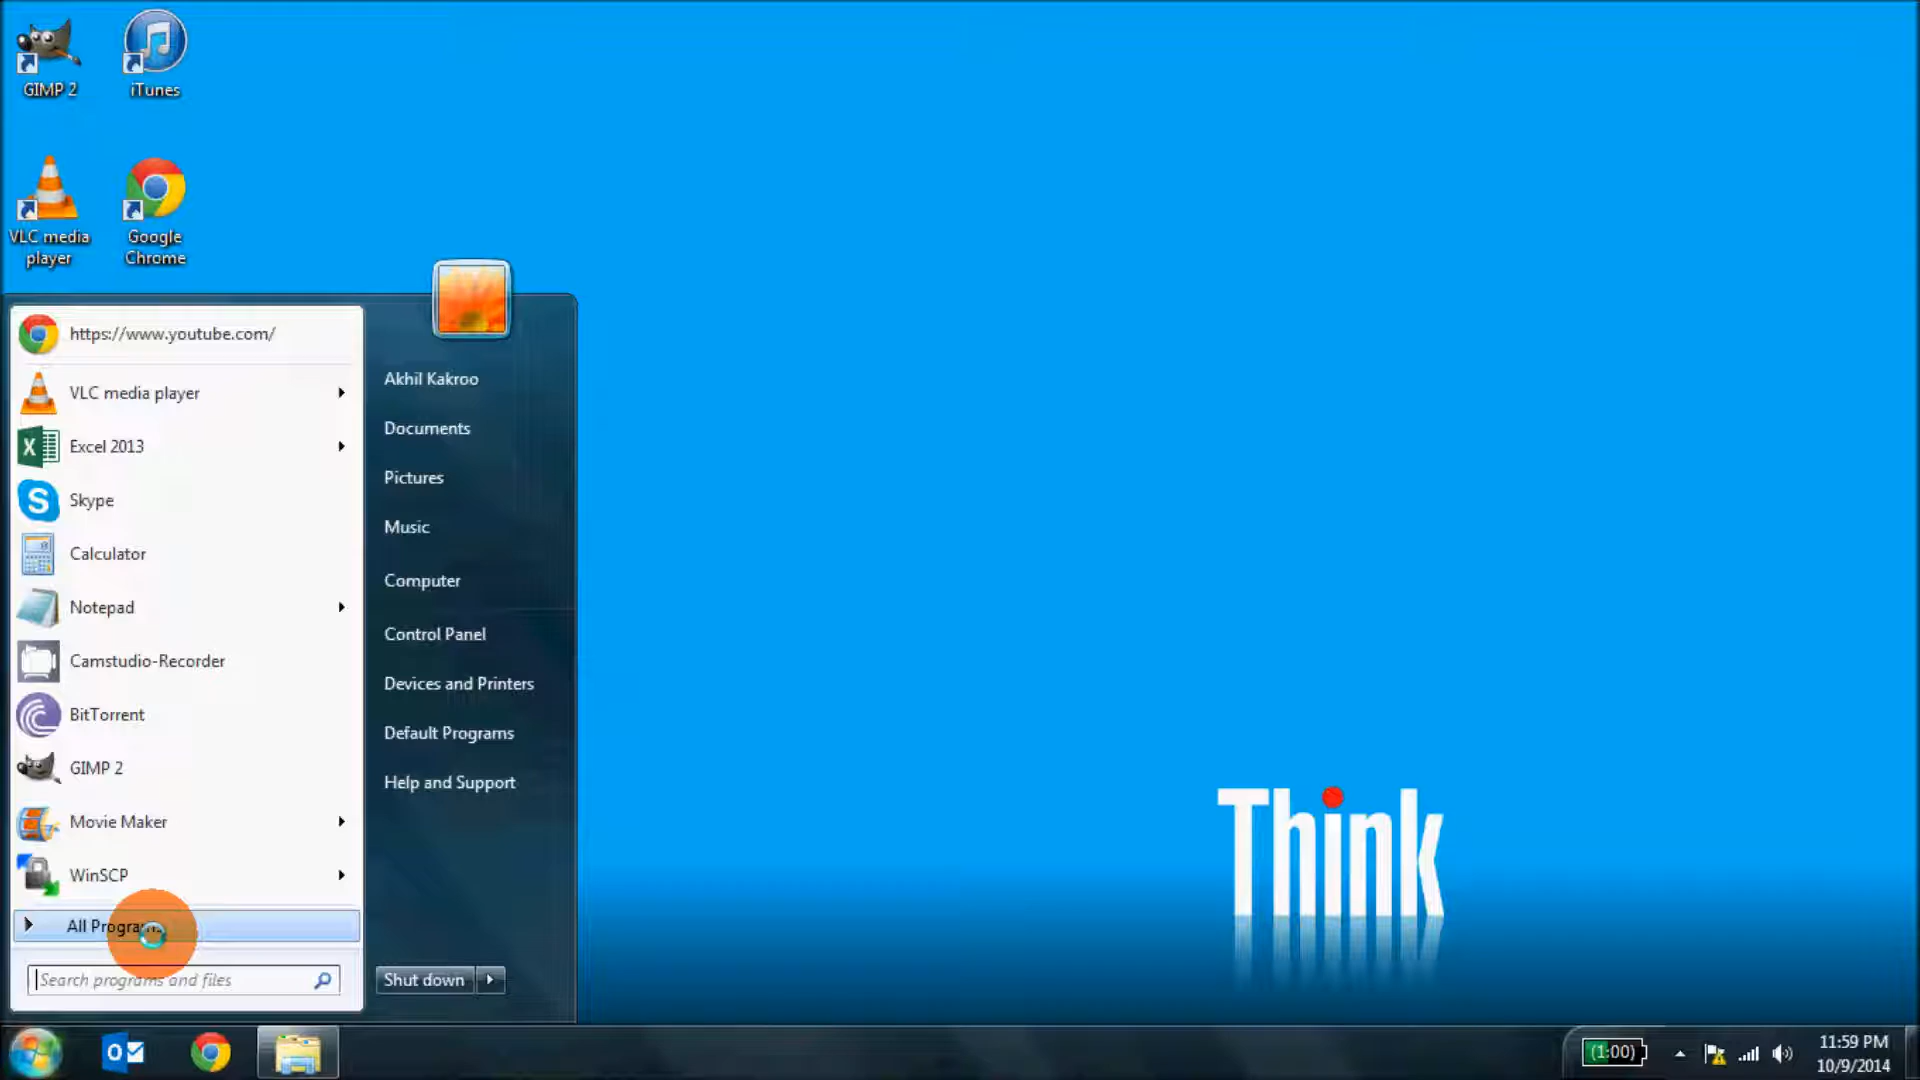 GIMP 2
iTunes
VLC media
player
Google
Chrome
https://www.youtube.com/
VLC media player
Excel 2013
Skype
Calculator
Notepad
Camstudio-Recorder
BitTorrent
GIMP 2
Movie Maker
WinSCP
All Programs
Search programs and files
Akhil Kakroo
Documents
Pictures
Music
Computer
Control Panel
Devices and Printers
Default Programs
Help and Support
Shut down
Think
(1:00)
11:59 PM
10/9/2014